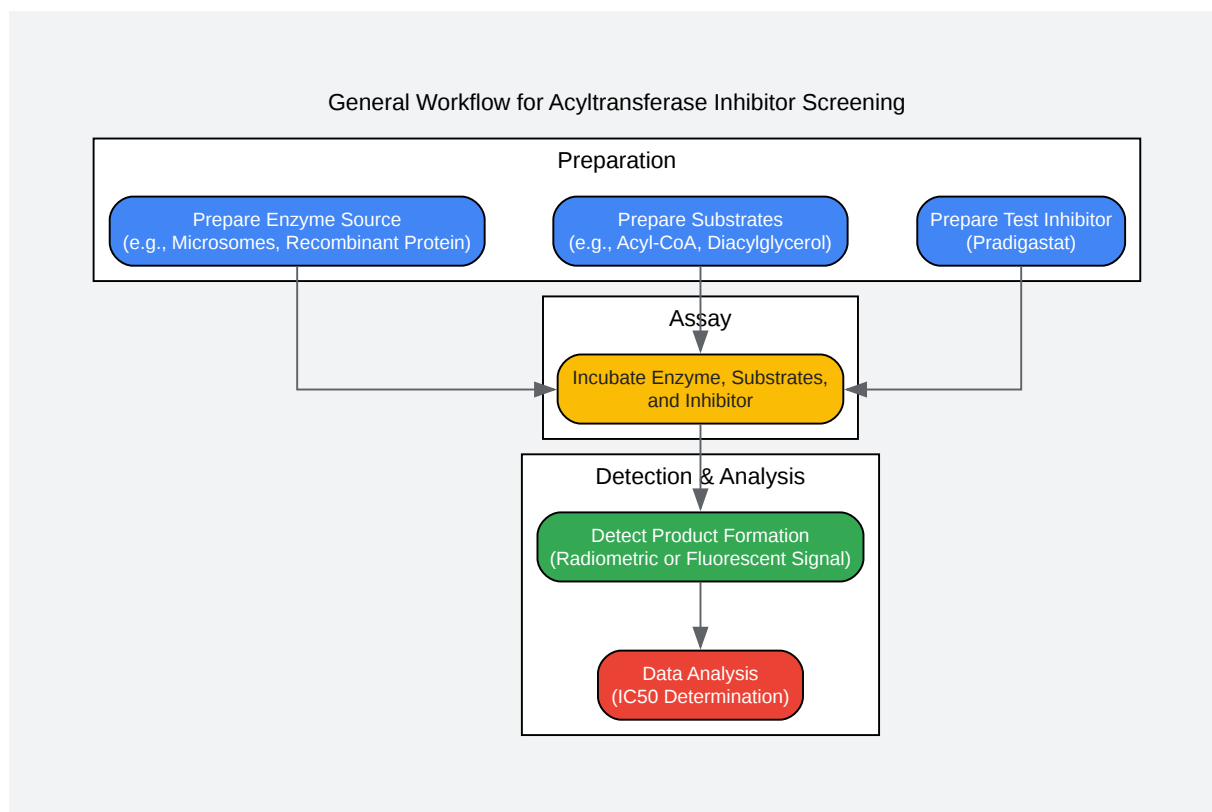 General Workflow for Acyltransferase Inhibitor Screening
Preparation
Prepare Enzyme Source
(e.g., Microsomes, Recombinant Protein)
Prepare Substrates
(e.g., Acyl-CoA, Diacylglycerol)
Prepare Test Inhibitor
(Pradigastat)
Assay
Incubate Enzyme, Substrates,
and Inhibitor
Detection & Analysis
Detect Product Formation
(Radiometric or Fluorescent Signal)
Data Analysis
(IC50 Determination)